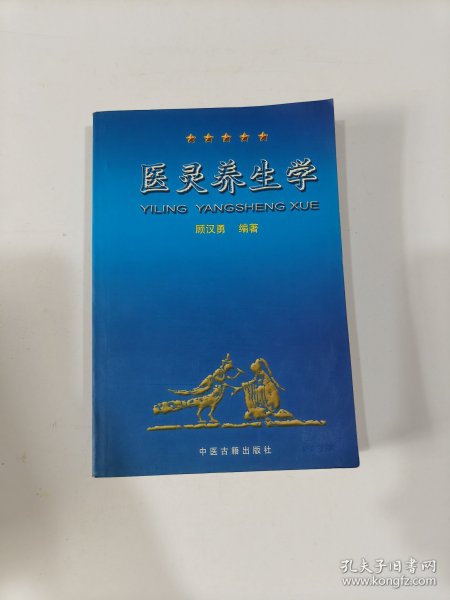 医灵养生学
YILING YANGSHENG XUE
顾汉勇 编著
中医古籍出版社
孔夫子旧书网
www.kongfz.com